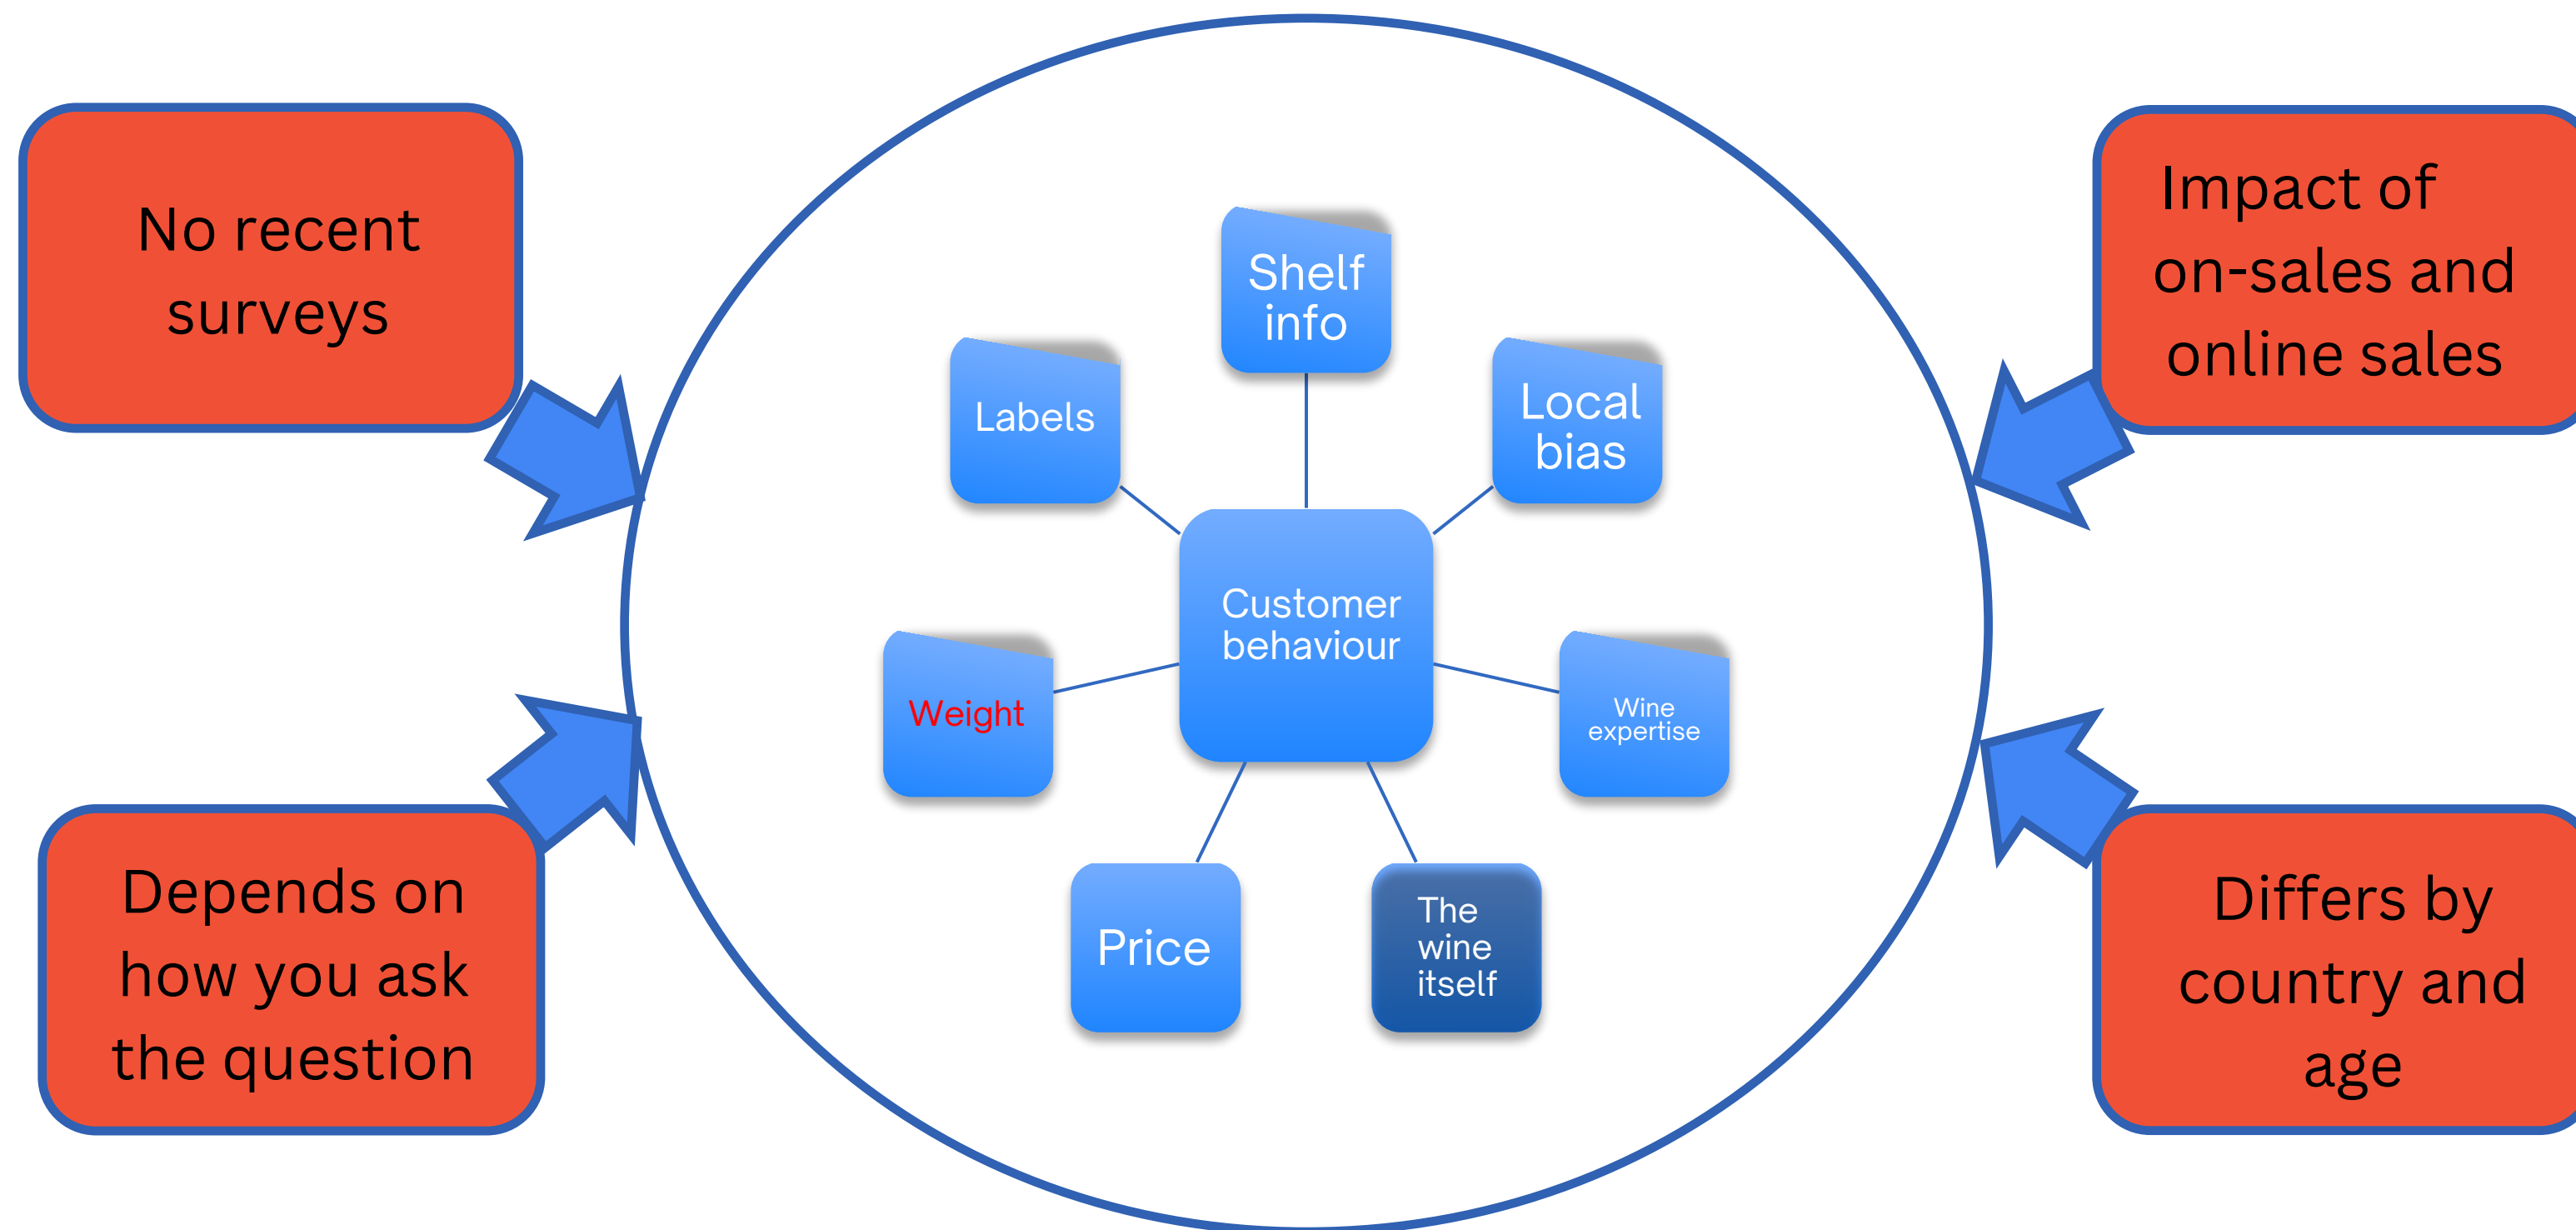 No recent
surveys
Impact of
on-sales and
online sales
Shelf
info
Labels
Local
bias
Customer
behaviour
Weight
Wine
expertise
Price
The
wine
itself
Depends on
how you ask
the question
Differs by
country and
age